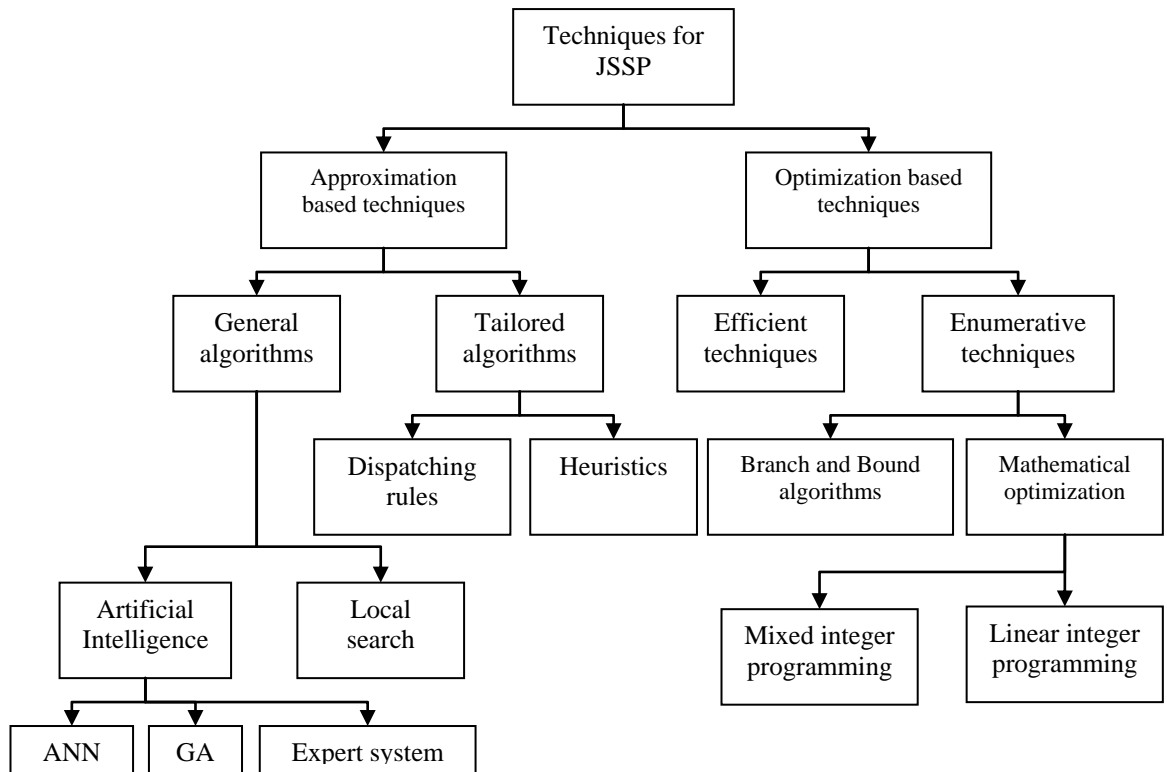 Techniques for
JSSP
Approximation
based techniques
Optimization based
techniques
General
algorithms
Tailored
algorithms
Efficient
techniques
Enumerative
techniques
Dispatching
rules
Heuristics
Branch and Bound
algorithms
Mathematical
optimization
Artificial
Intelligence
Local
search
Mixed integer
programming
Linear integer
programming
ANN
GA
Expert system